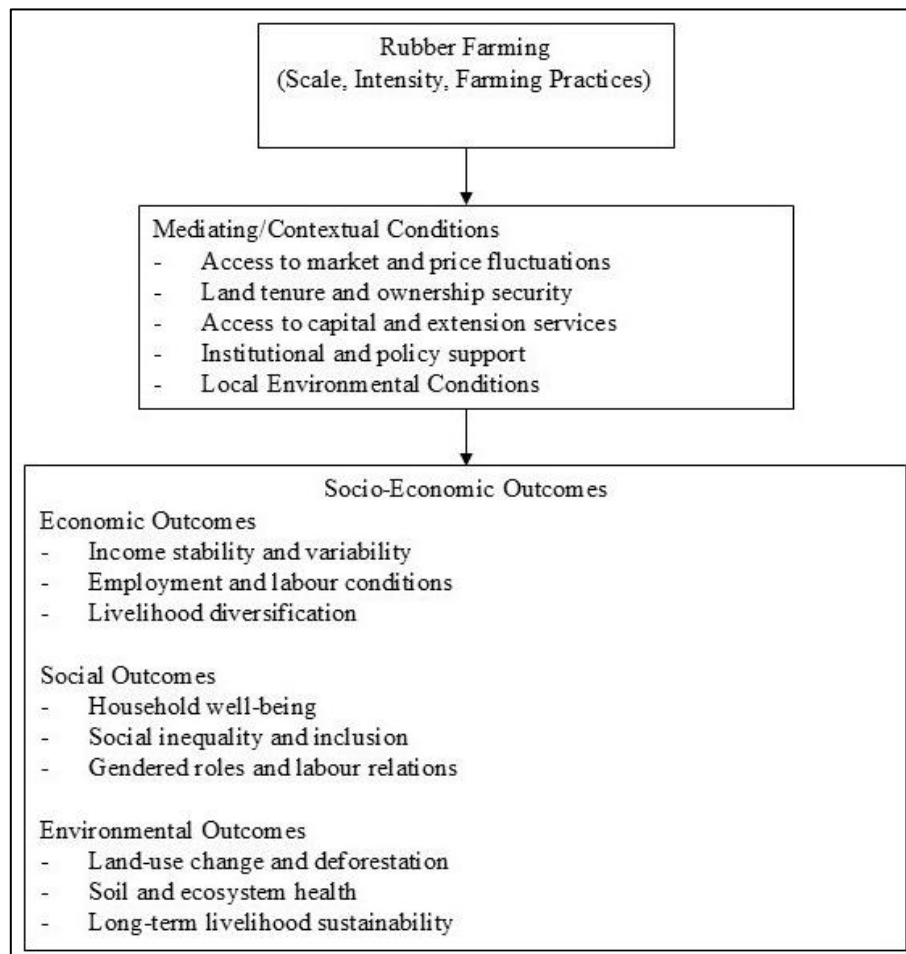 Rubber Farming
(Scale, Intensity, Farming Practices)
Mediating/Contextual Conditions
- Access to market and price fluctuations
- Land tenure and ownership security
- Access to capital and extension services
- Institutional and policy support
- Local Environmental Conditions
Socio-Economic Outcomes
Economic Outcomes
- Income stability and variability
- Employment and labour conditions
- Livelihood diversification
Social Outcomes
- Household well-being
- Social inequality and inclusion
- Gendered roles and labour relations
Environmental Outcomes
- Land-use change and deforestation
- Soil and ecosystem health
- Long-term livelihood sustainability